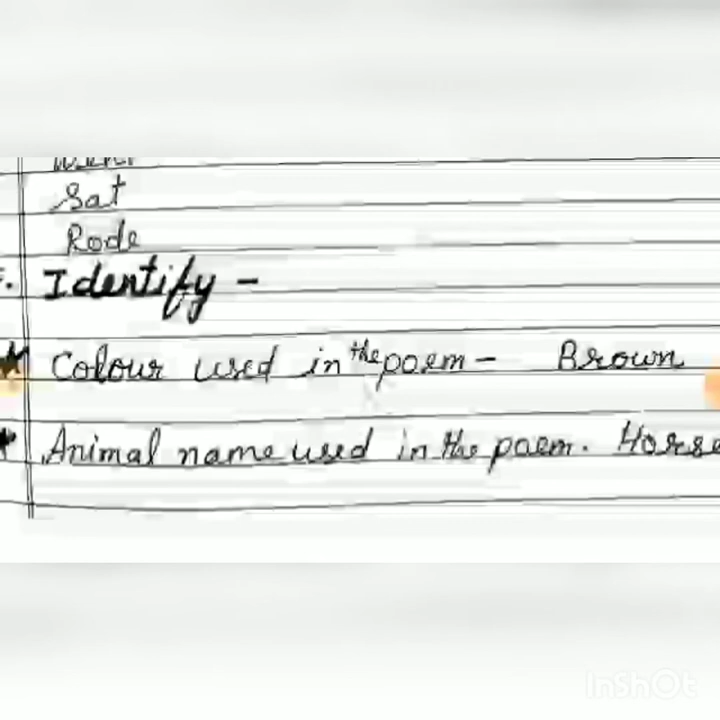 Sat
Rode
Identify -
Colour used in the poem - Brown
Animal name used in the poem. Horse
InShOt